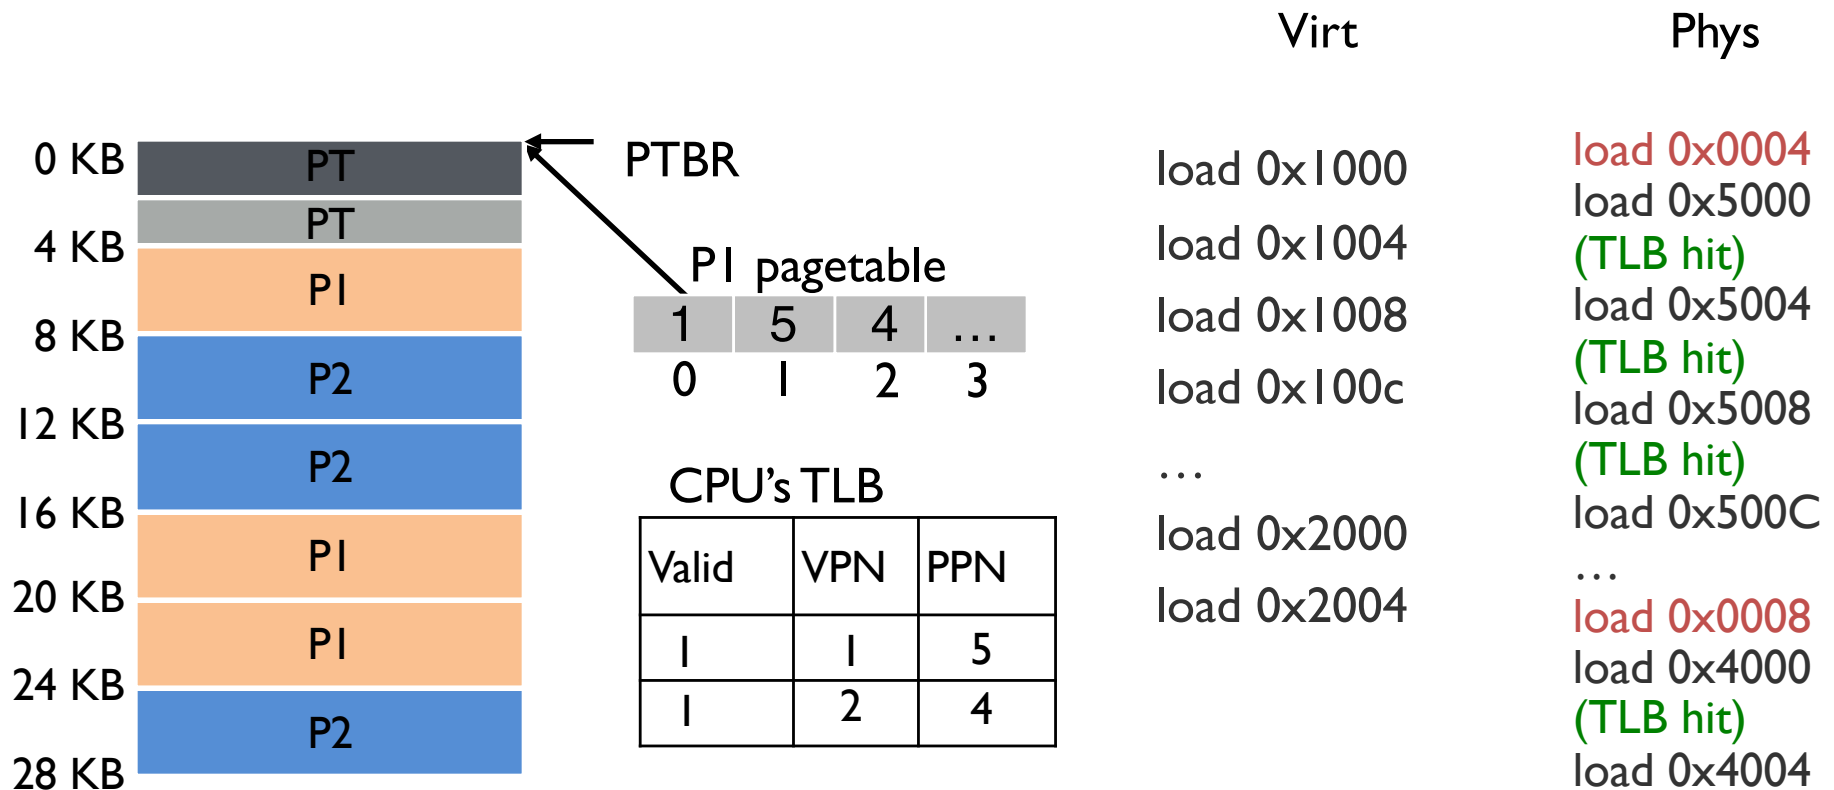 Virt
Phys
0 KB
PT
PT
4 KB
P1
8 KB
P2
12 KB
P2
16 KB
P1
20 KB
P1
24 KB
P2
28 KB
PTBR
P1 pagetable
1 5 4 ...
0 1 2 3
CPU's TLB
Valid VPN PPN
1 1 5
1 2 4
load 0x1000
load 0x1004
load 0x1008
load 0x100c
...
load 0x2000
load 0x2004
load 0x0004
load 0x5000
(TLB hit)
load 0x5004
(TLB hit)
load 0x5008
(TLB hit)
load 0x500C
...
load 0x0008
load 0x4000
(TLB hit)
load 0x4004